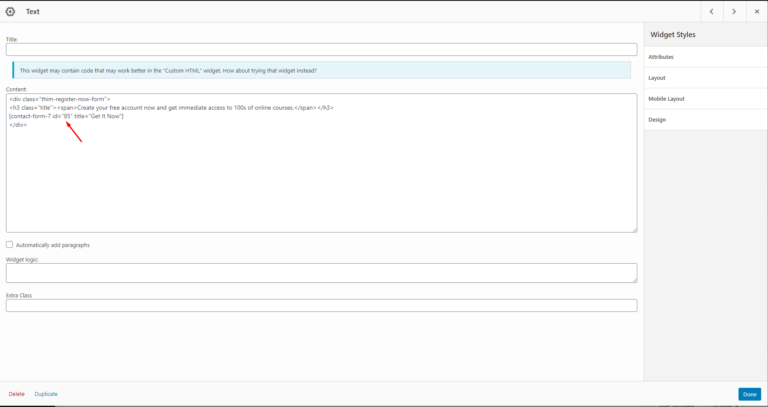 Text
Title:
This widget may contain code that may work better in the "Custom HTML" widget. How about trying that widget instead?
Content:
<div class="thim-register-now-form">
<h3 class="title"><span>Create your free account now and get immediate access to 100s of online courses.</span></h3>
[contact-form-7 id="85" title="Get It Now"]
</div>
Automatically add paragraphs
Widget logic:
Extra Class
Widget Styles
Attributes
Layout
Mobile Layout
Design
Delete
Duplicate
Done